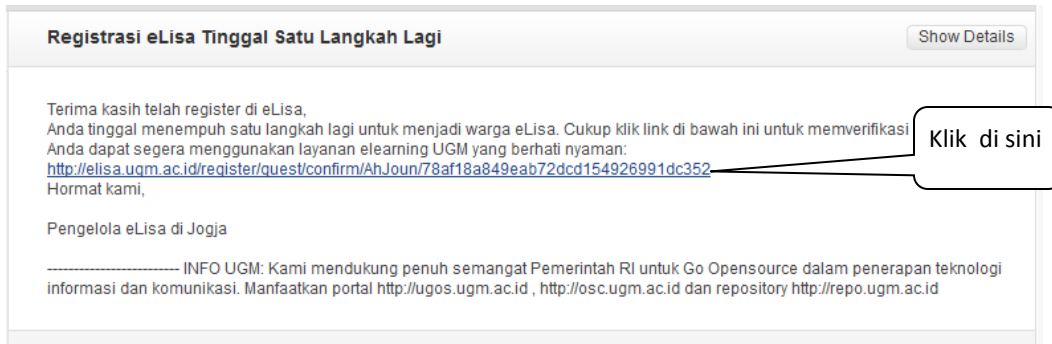 Registrasi eLisa Tinggal Satu Langkah Lagi
Show Details
Terima kasih telah register di eLisa,
Anda tinggal menempuh satu langkah lagi untuk menjadi warga eLisa. Cukup klik link di bawah ini untuk memverifikasi
Anda dapat segera menggunakan layanan elearning UGM yang berhati nyaman:
http://elisa.ugm.ac.id/register/guest/confirm/AhJoun/78af18a849eab72dcd154926991dc352
Klik di sini
Hormat kami,
Pengelola eLisa di Jogja
------------------------- INFO UGM: Kami mendukung penuh semangat Pemerintah RI untuk Go Opensource dalam penerapan teknologi
informasi dan komunikasi. Manfaatkan portal http://ugos.ugm.ac.id , http://osc.ugm.ac.id dan repository http://repo.ugm.ac.id